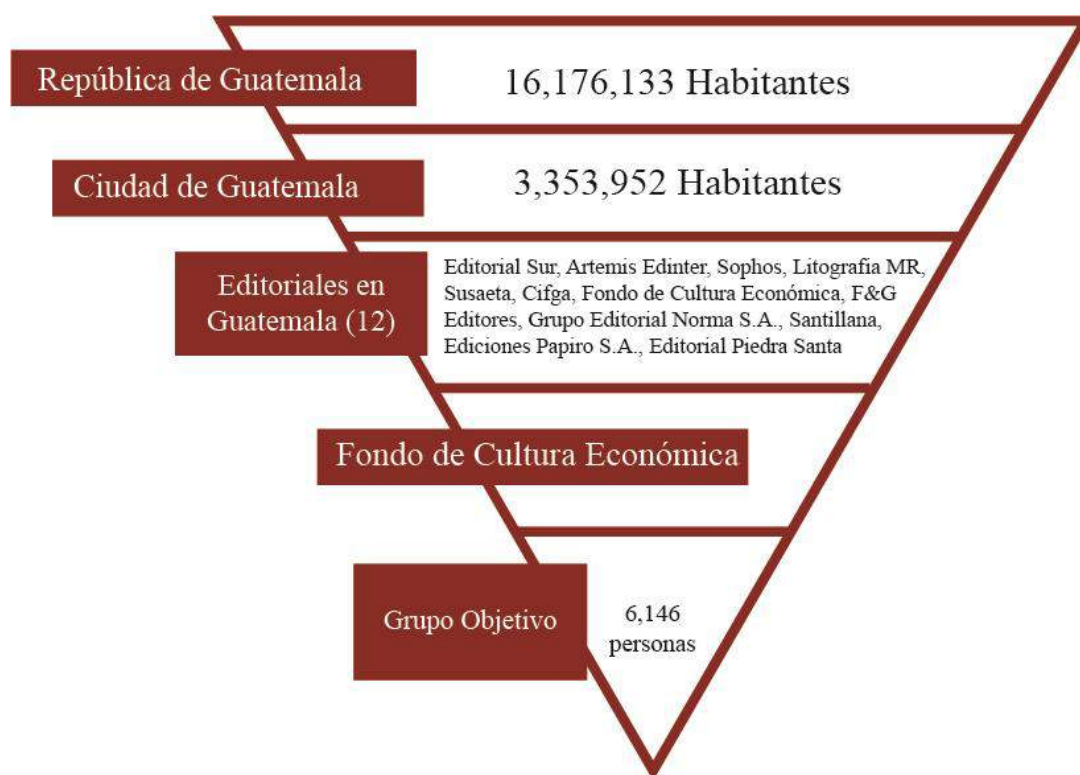 República de Guatemala
16,176,133 Habitantes
Ciudad de Guatemala
3,353,952 Habitantes
Editoriales en
Guatemala (12)
Editorial Sur, Artemis Edinter, Sophos, Litografía MR,
Susaeta, Cifga, Fondo de Cultura Económica, F&G
Editores, Grupo Editorial Norma S.A., Santillana,
Ediciones Papiro S.A., Editorial Piedra Santa
Fondo de Cultura Económica
Grupo Objetivo
6,146
personas